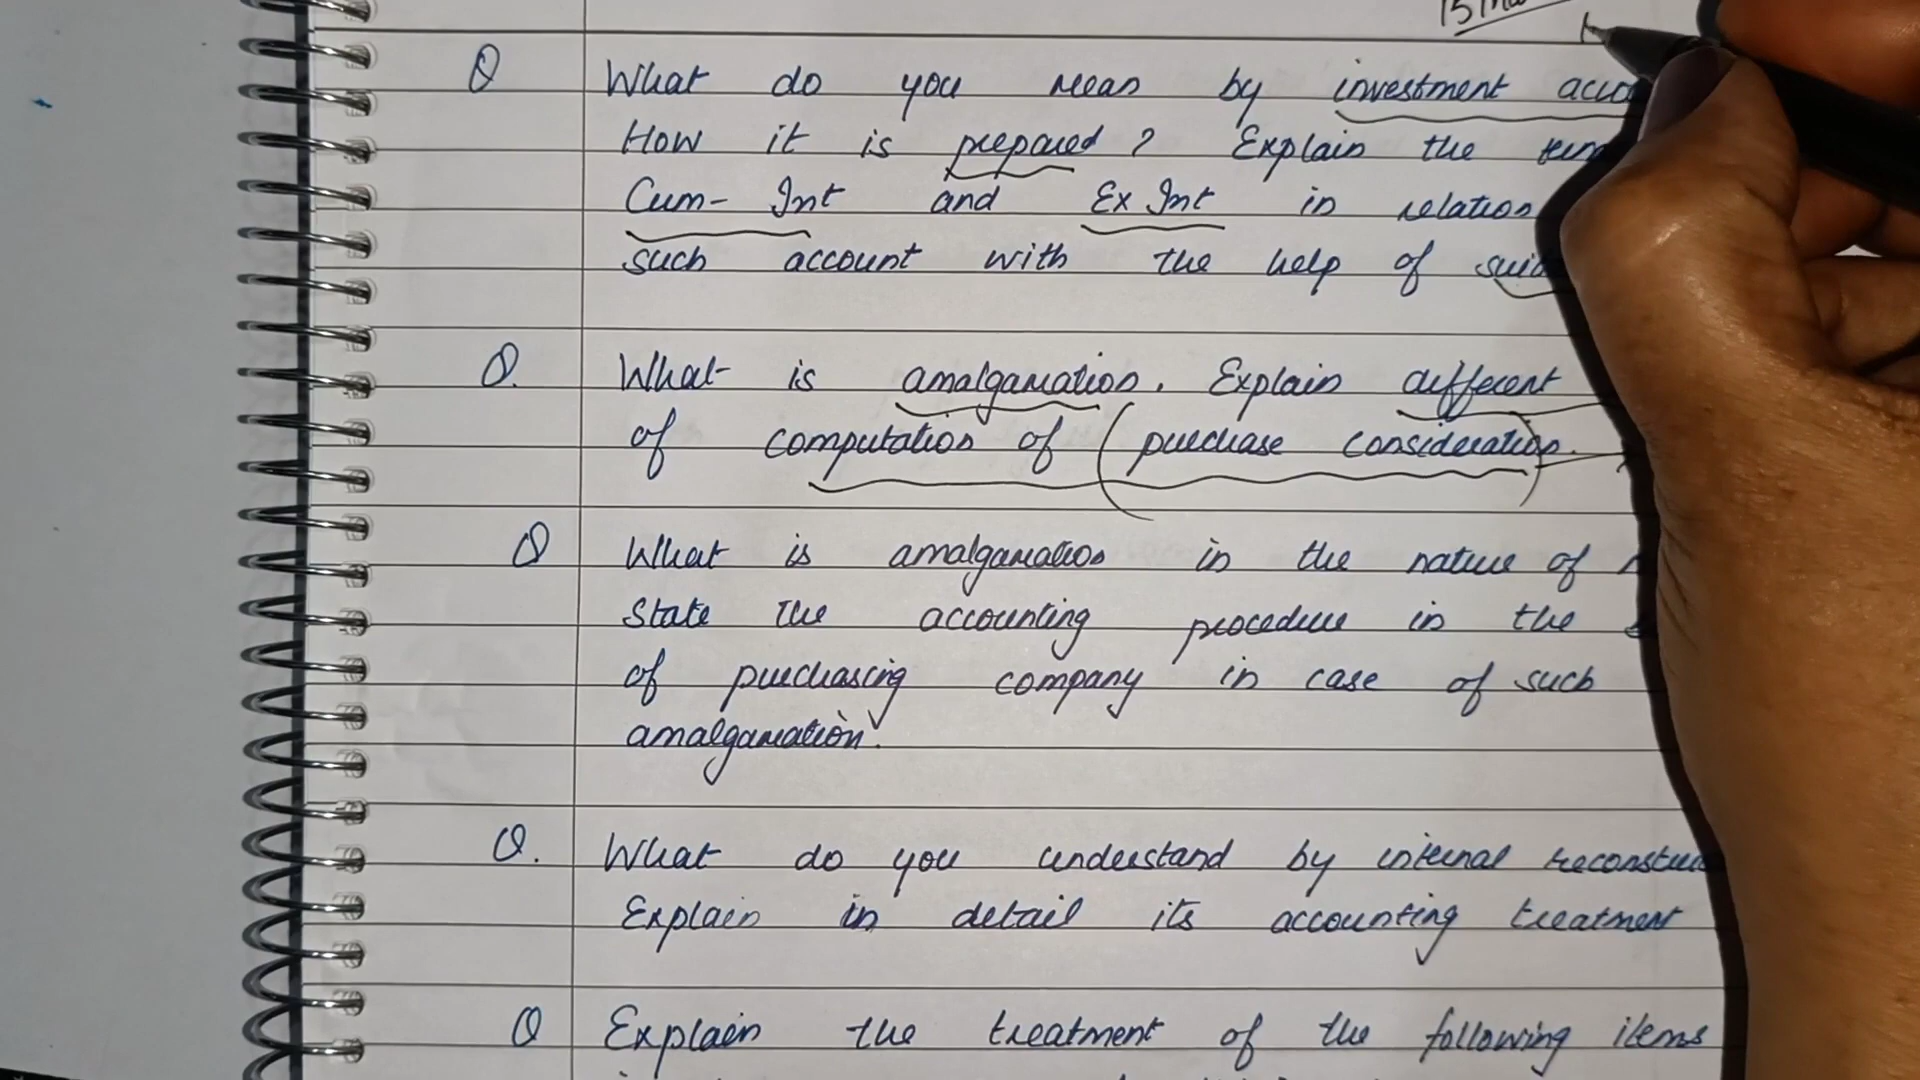 Q What do you mean by investment
How it is prepared? Explain the
Cum- Int and Ex Int in relation
such account with the help of
Q. What is amalgamation. Explain different
of computation of (purchase consideration).
Q What is amalgamation in the nature of
State the accounting procedure in the
of purchasing company in case of such
amalgamation.
Q. What do you understand by internal
Explain in detail its accounting treatment
Q Explain the treatment of the following items